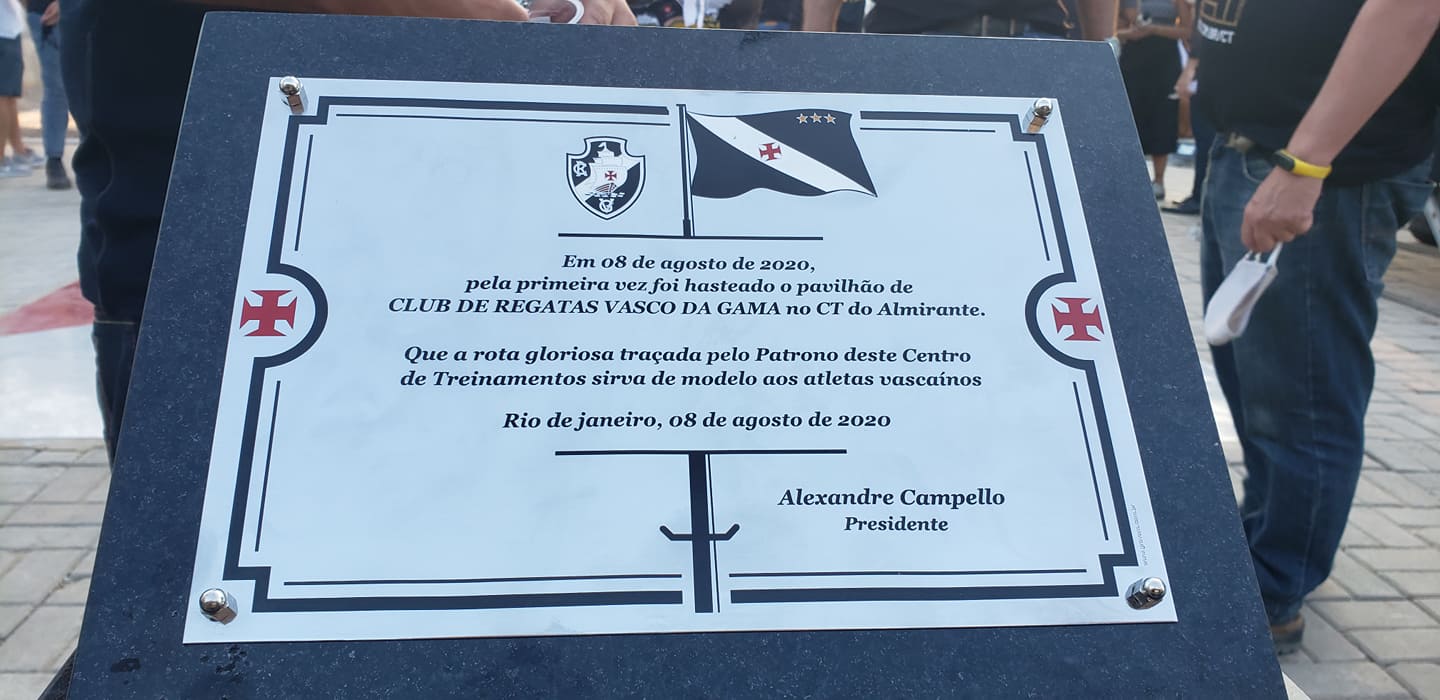 Em 08 de agosto de 2020,
pela primeira vez foi hasteado o pavilhão de
CLUB DE REGATAS VASCO DA GAMA no CT do Almirante.
Que a rota gloriosa traçada pelo Patrono deste Centro
de Treinamentos sirva de modelo aos atletas vascaínos
Rio de janeiro, 08 de agosto de 2020
Alexandre Campello
Presidente